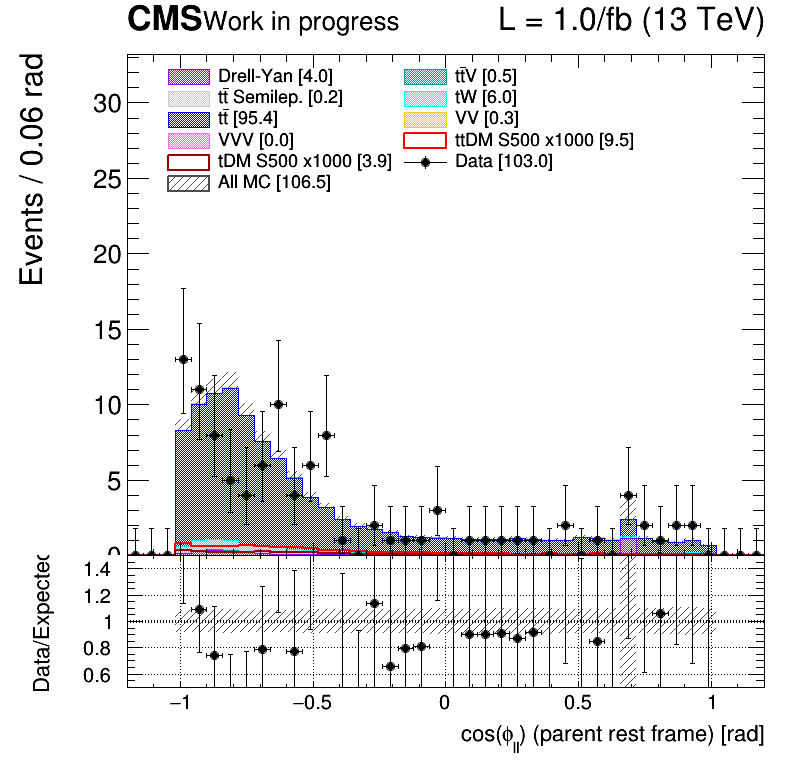 CMS Work in progress L = 1.0/fb (13 TeV)
Events / 0.06 rad
30
25
20
15
10
5
0
Drell-Yan [4.0]
tt̄ Semilep. [0.2]
tt̄ [95.4]
VVV [0.0]
tDM S500 x1000 [3.9]
All MC [106.5]
tt̄V [0.5]
tW [6.0]
VV [0.3]
ttDM S500 x1000 [9.5]
Data [103.0]
Data/Expected
1.4
1.2
1
0.8
0.6
−1 −0.5 0 0.5 1
cos(ϕ_ll) (parent rest frame) [rad]